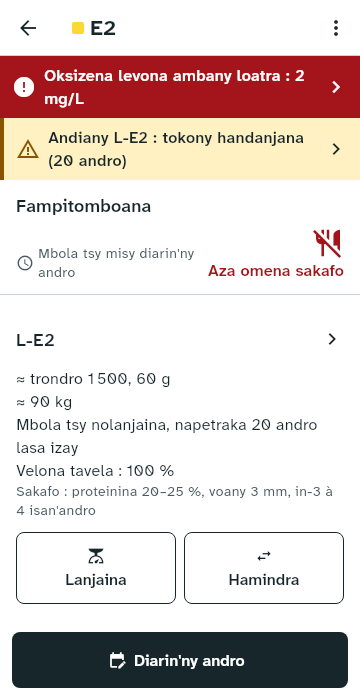 E2
Oksizena levona ambany loatra : 2
mg/L
Andiany L-E2 : tokony handanjana
(20 andro)
Fampitomboana
Mbola tsy misy diarin'ny
andro
Aza omena sakafo
L-E2
≈ trondro 1 500, 60 g
≈ 90 kg
Mbola tsy nolanjaina, napetraka 20 andro
lasa izay
Velona tavela : 100 %
Sakafo : proteinina 20–25 %, voany 3 mm, in-3 à
4 isan'andro
Lanjaina
Hamindra
Diarin'ny andro